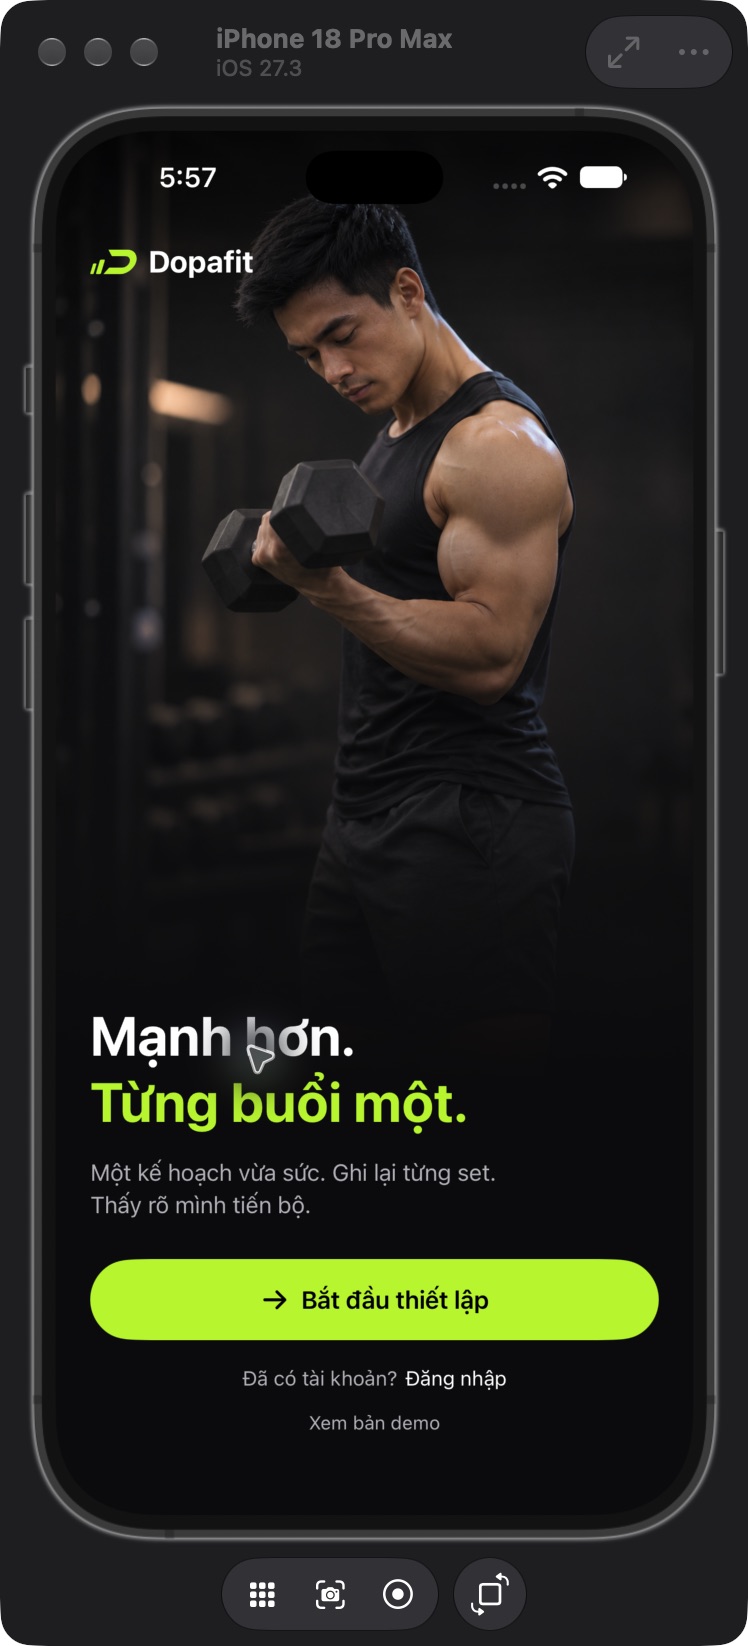 iPhone 18 Pro Max
iOS 27.3
5:57
Dopafit
Mạnh hơn.
Từng buổi một.
Một kế hoạch vừa sức. Ghi lại từng set.
Thấy rõ mình tiến bộ.
→ Bắt đầu thiết lập
Đã có tài khoản? Đăng nhập
Xem bản demo